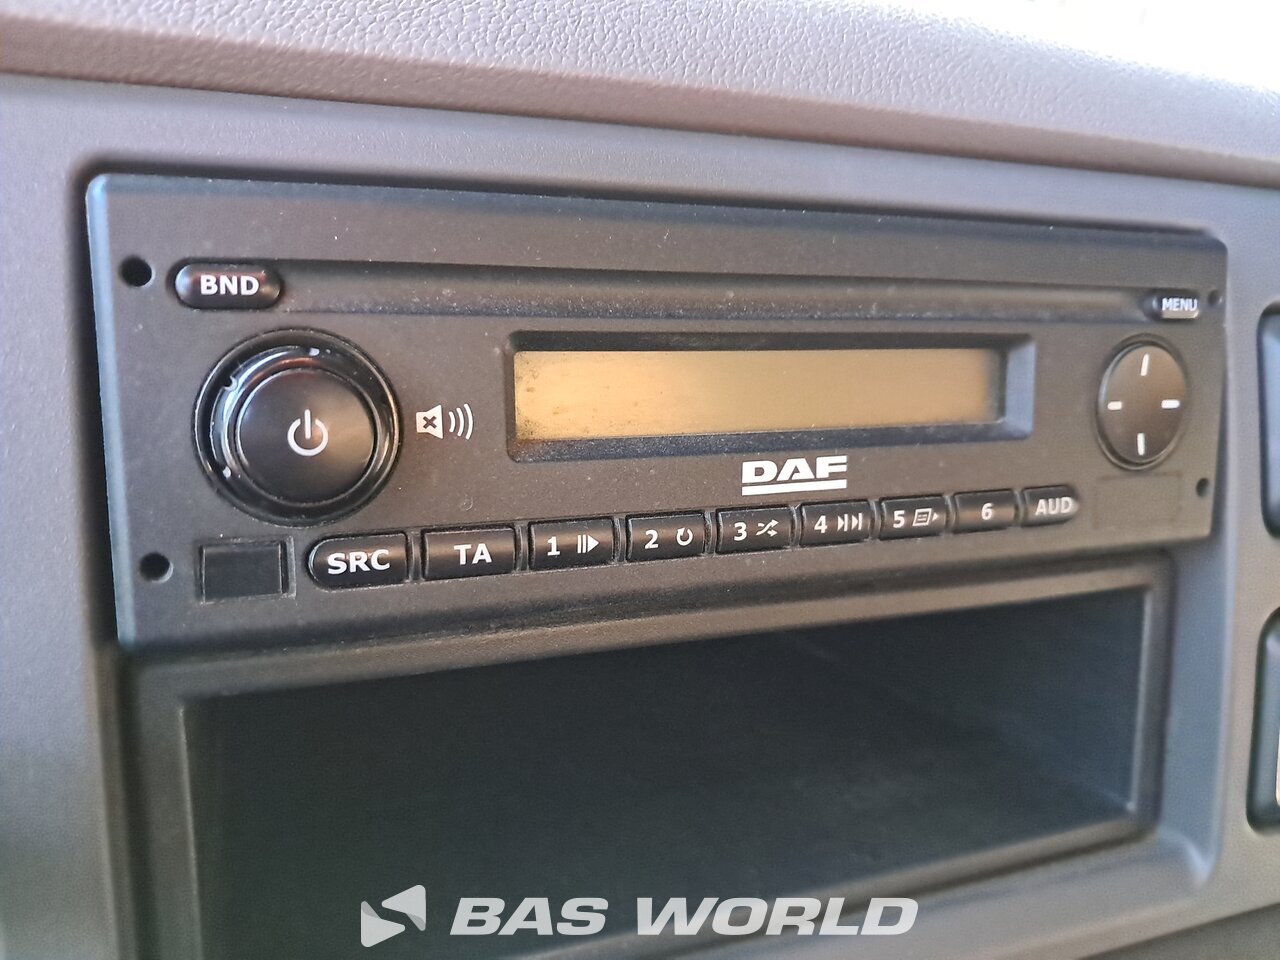 BND
MENU
DAF
SRC TA 1 2 3 4 5 6 AUD
BAS WORLD